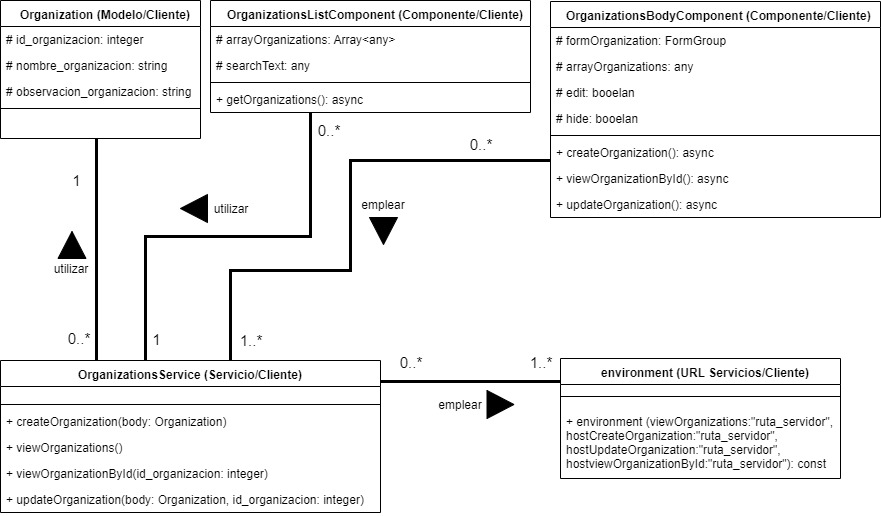 Organization (Modelo/Cliente)
# id_organizacion: integer
# nombre_organizacion: string
# observacion_organizacion: string
OrganizationsListComponent (Componente/Cliente)
# arrayOrganizations: Array<any>
# searchText: any
+ getOrganizations(): async
OrganizationsBodyComponent (Componente/Cliente)
# formOrganization: FormGroup
# arrayOrganizations: any
# edit: booelan
# hide: booelan
+ createOrganization(): async
+ viewOrganizationById(): async
+ updateOrganization(): async
0..*
0..*
1
utilizar
emplear
utilizar
0..*
1
1..*
0..*
1..*
emplear
OrganizationsService (Servicio/Cliente)
+ createOrganization(body: Organization)
+ viewOrganizations()
+ viewOrganizationById(id_organizacion: integer)
+ updateOrganization(body: Organization, id_organizacion: integer)
environment (URL Servicios/Cliente)
+ environment (viewOrganizations:"ruta_servidor",
hostCreateOrganization:"ruta_servidor",
hostUpdateOrganization:"ruta_servidor",
hostviewOrganizationById:"ruta_servidor"): const